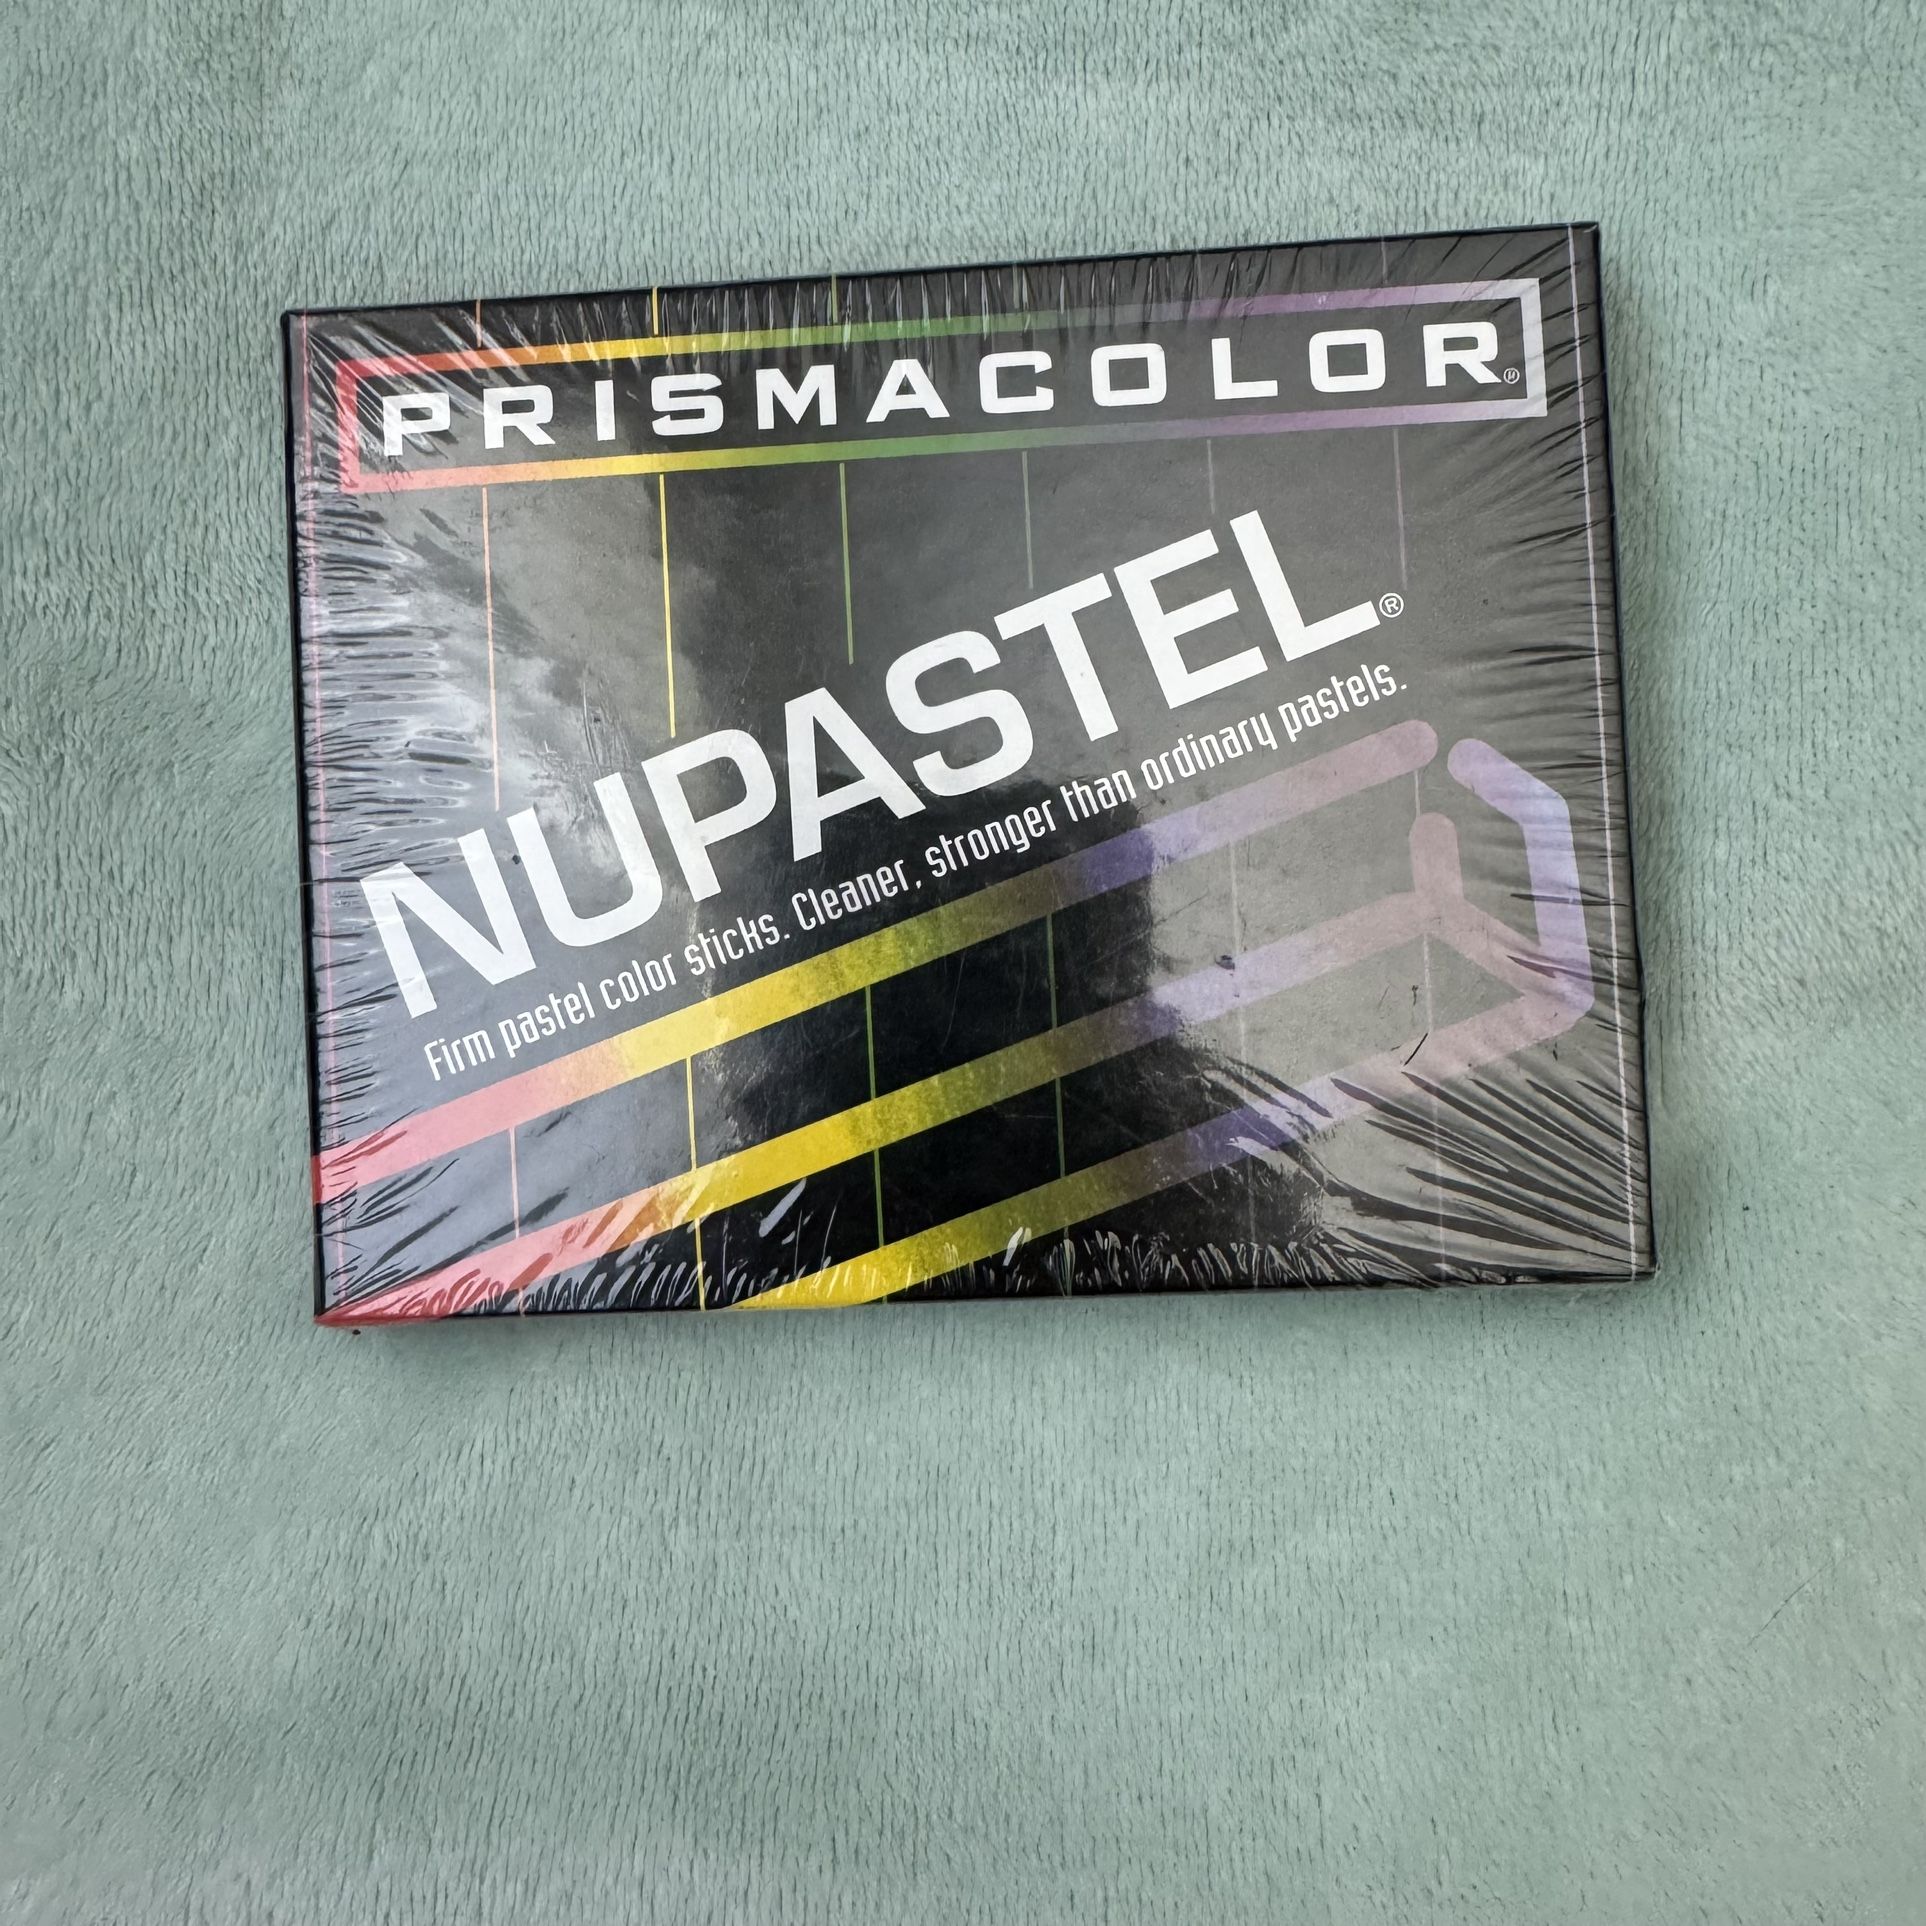 PRISMACOLOR®
NUPASTEL®
Firm pastel color sticks. Cleaner, stronger than ordinary pastels.